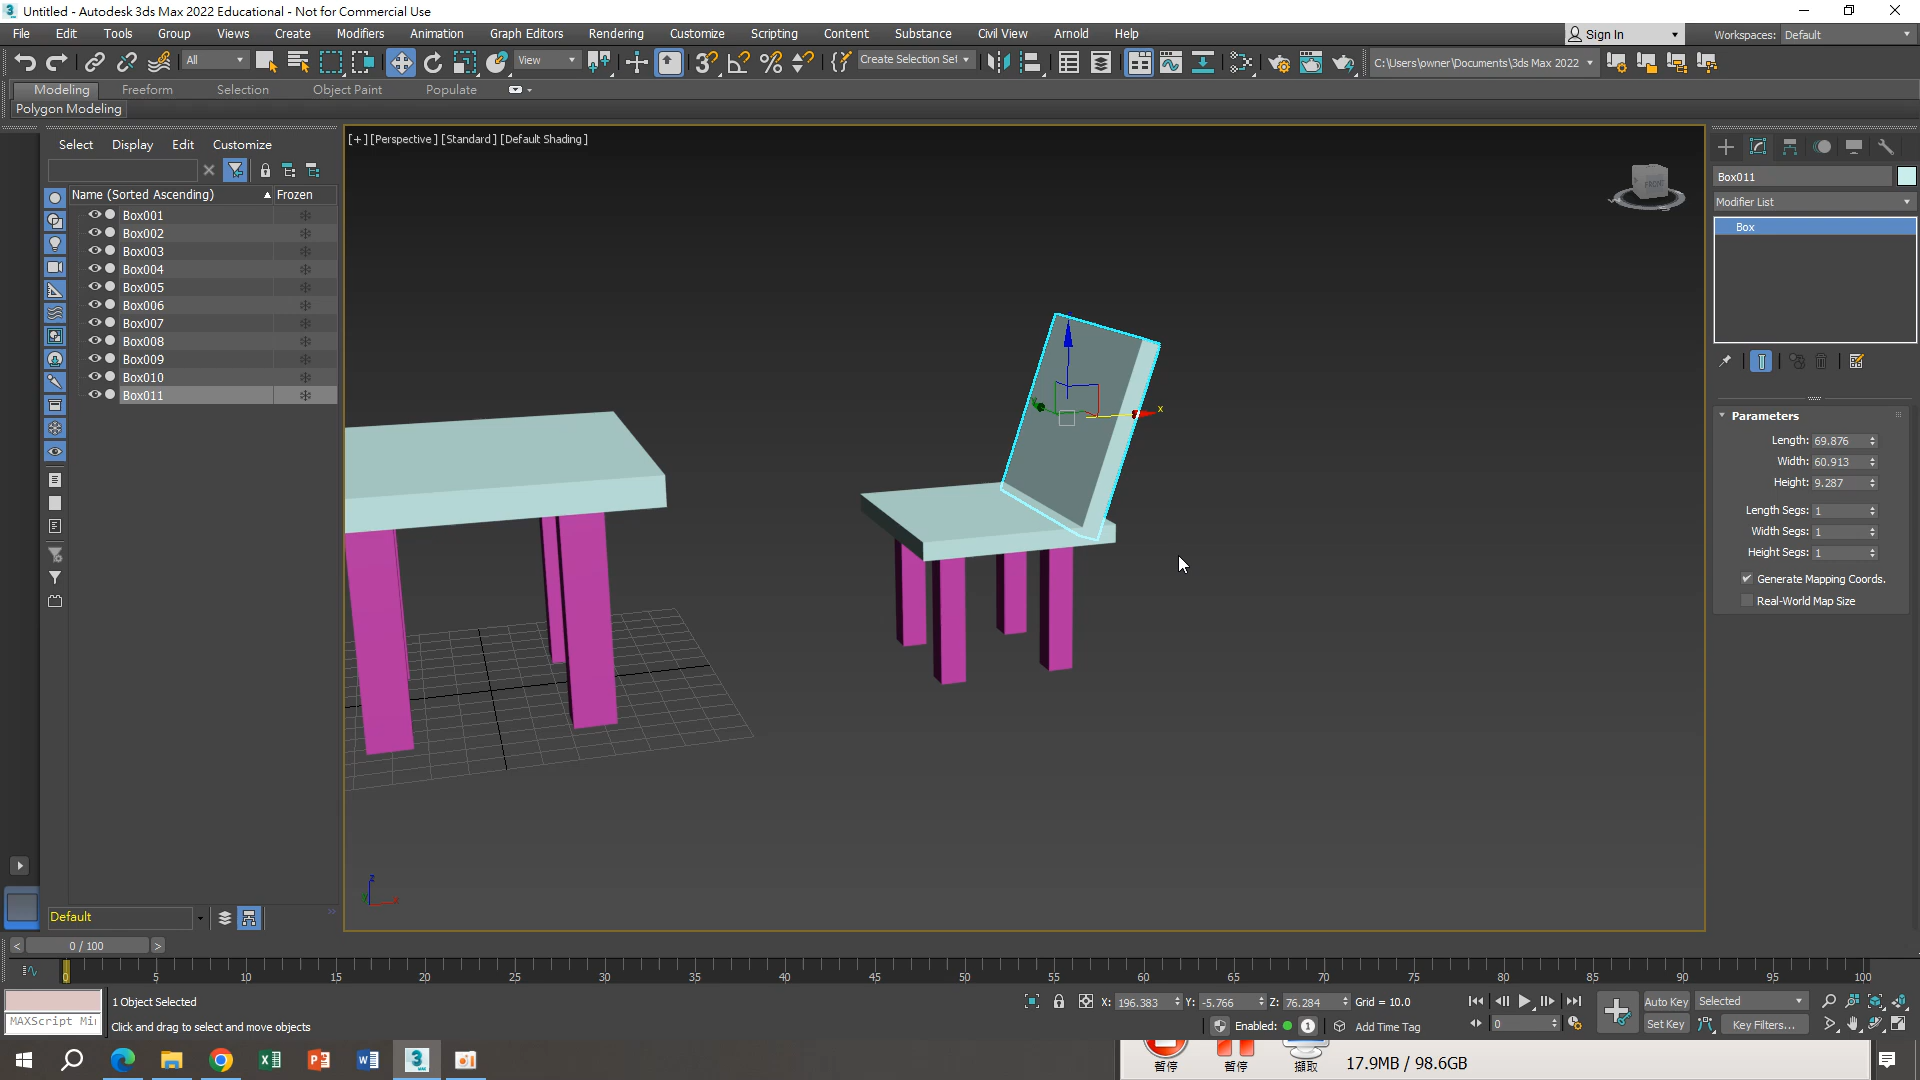 Untitled - Autodesk 3ds Max 2022 Educational - Not for Commercial Use
File Edit Tools Group Views Create Modifiers Animation Graph Editors Rendering Customize Scripting Content Substance Civil View Arnold Help
Sign In
Workspaces: Default
All
View
Create Selection Set
C:\Users\owner\Documents\3ds Max 2022
Modeling Freeform Selection Object Paint Populate
Polygon Modeling
Select Display Edit Customize
Name (Sorted Ascending) Frozen
Box001
Box002
Box003
Box004
Box005
Box006
Box007
Box008
Box009
Box010
Box011
Default
[+] [Perspective] [Standard] [Default Shading]
FRONT
x
z
Box011
Modifier List
Box
Parameters
Length: 69.876
Width: 60.913
Height: 9.287
Length Segs: 1
Width Segs: 1
Height Segs: 1
Generate Mapping Coords.
Real-World Map Size
0 / 100
0 5 10 15 20 25 30 35 40 45 50 55 60 65 70 75 80 85 90 95 100
MAXScript Mi
1 Object Selected
Click and drag to select and move objects
X: 196.383 Y: -5.766 Z: 76.284 Grid = 10.0
Enabled: 1 Add Time Tag
0
Auto Key Selected
Set Key Key Filters...
暫停 暫停 擷取 17.9MB / 98.6GB